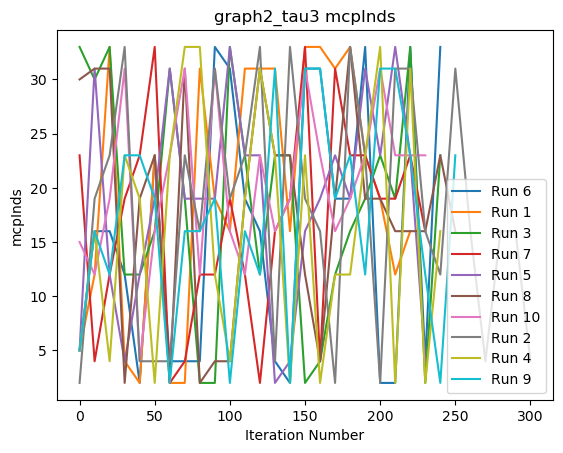 graph2_tau3 mcpInds
mcpInds
30
25
20
15
10
5
Run 6
Run 1
Run 3
Run 7
Run 5
Run 8
Run 10
Run 2
Run 4
Run 9
0 50 100 150 200 250 300
Iteration Number